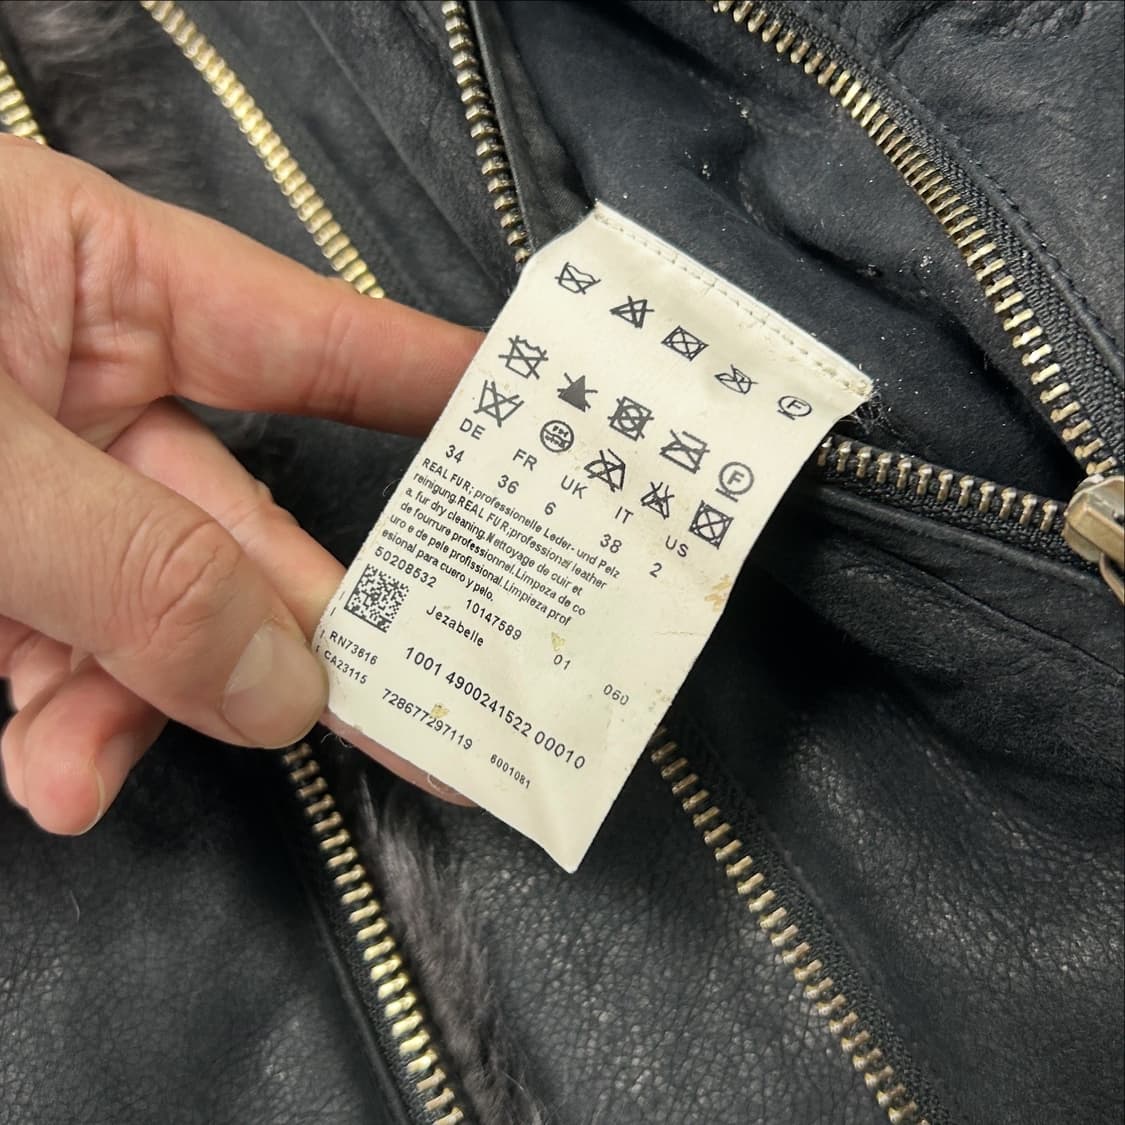 DE FR UK IT US
34 36 6 38 2
REAL FUR; professionelle Leder- und Pelz
reinigung.REAL FUR;professional leather
a. fur dry cleaning.Nettoyage de cuir et
de fourrure professionnel.Limpeza de co
uro e de pele profissional.Limpieza prof
esional para cuero y pelo.
50208532 10147589 01 060
Jezabelle
RN73616
CA23115
1001 4900241522 00010
728677297119 6001081
F
F